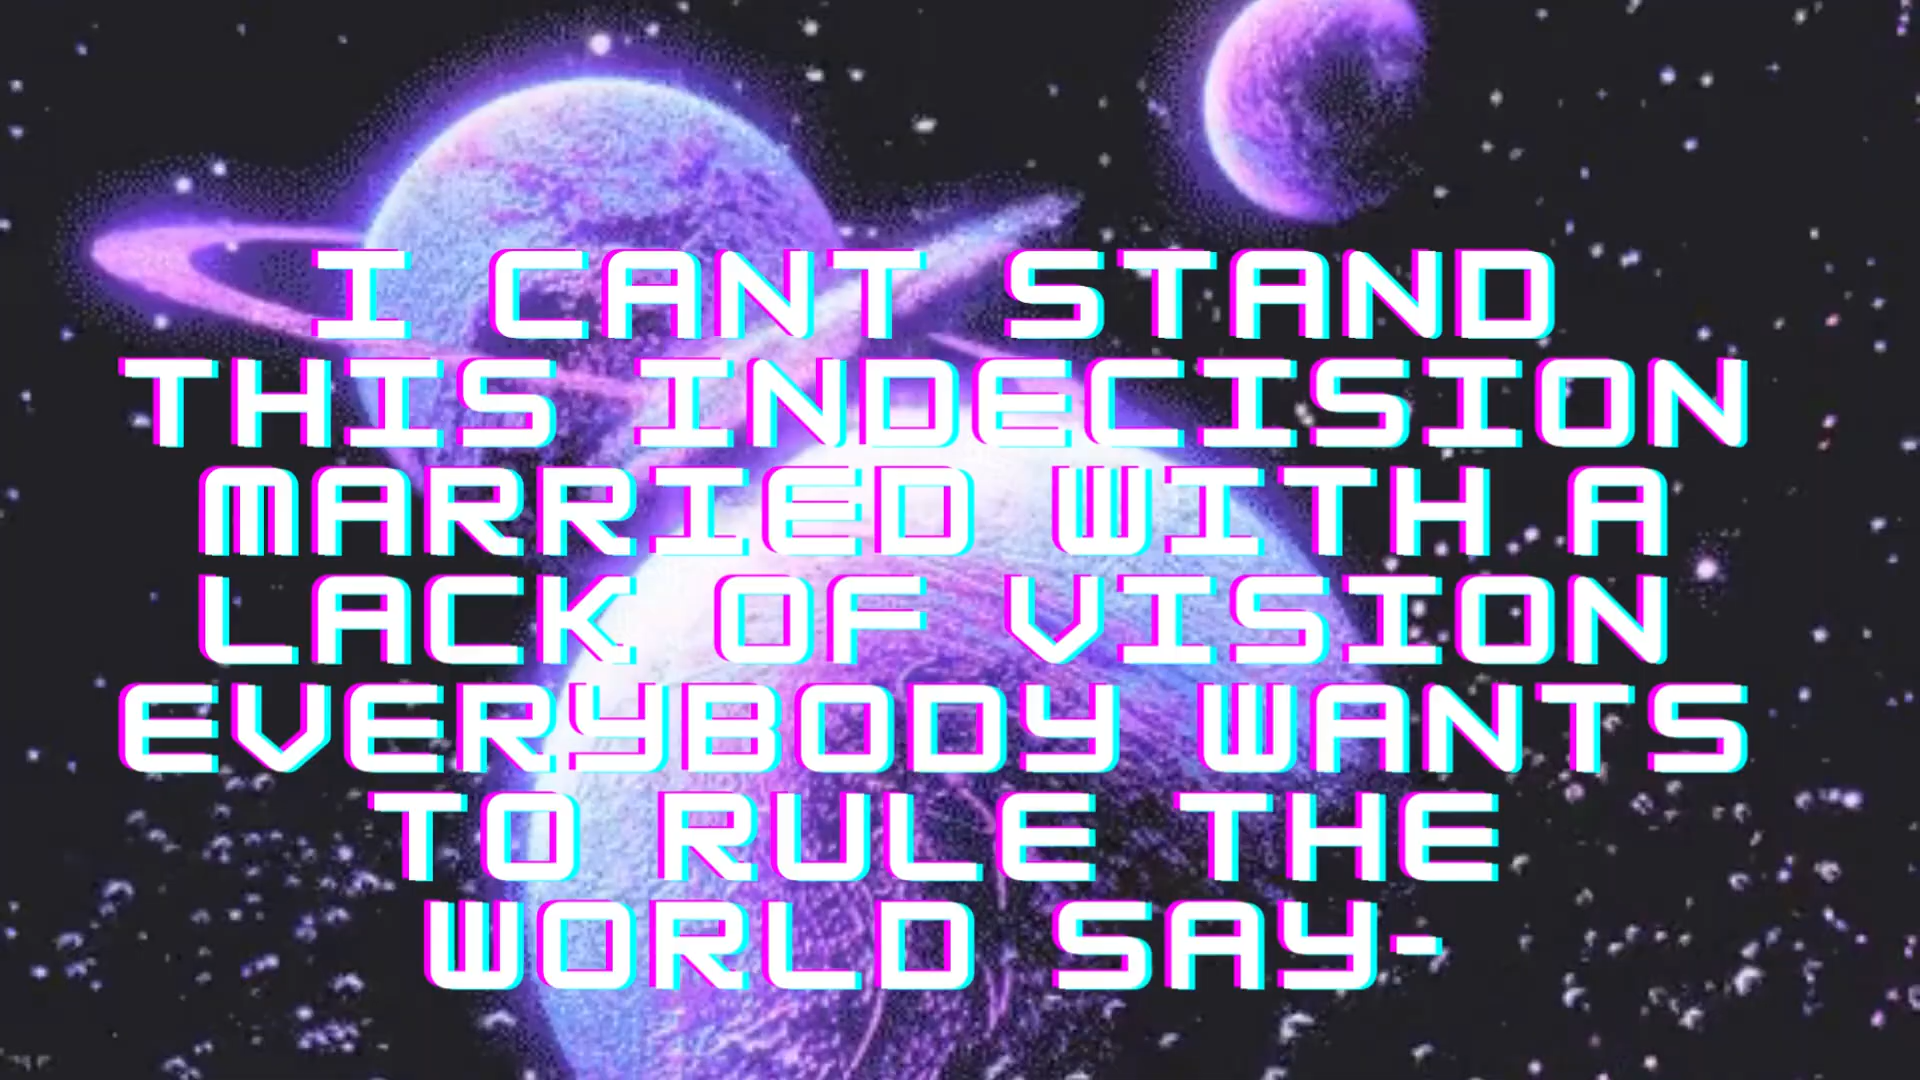 I CANT STAND
THIS INDECISION
MARRIED WITH A
LACK OF VISION
EVERYBODY WANTS
TO RULE THE
WORLD SAY-